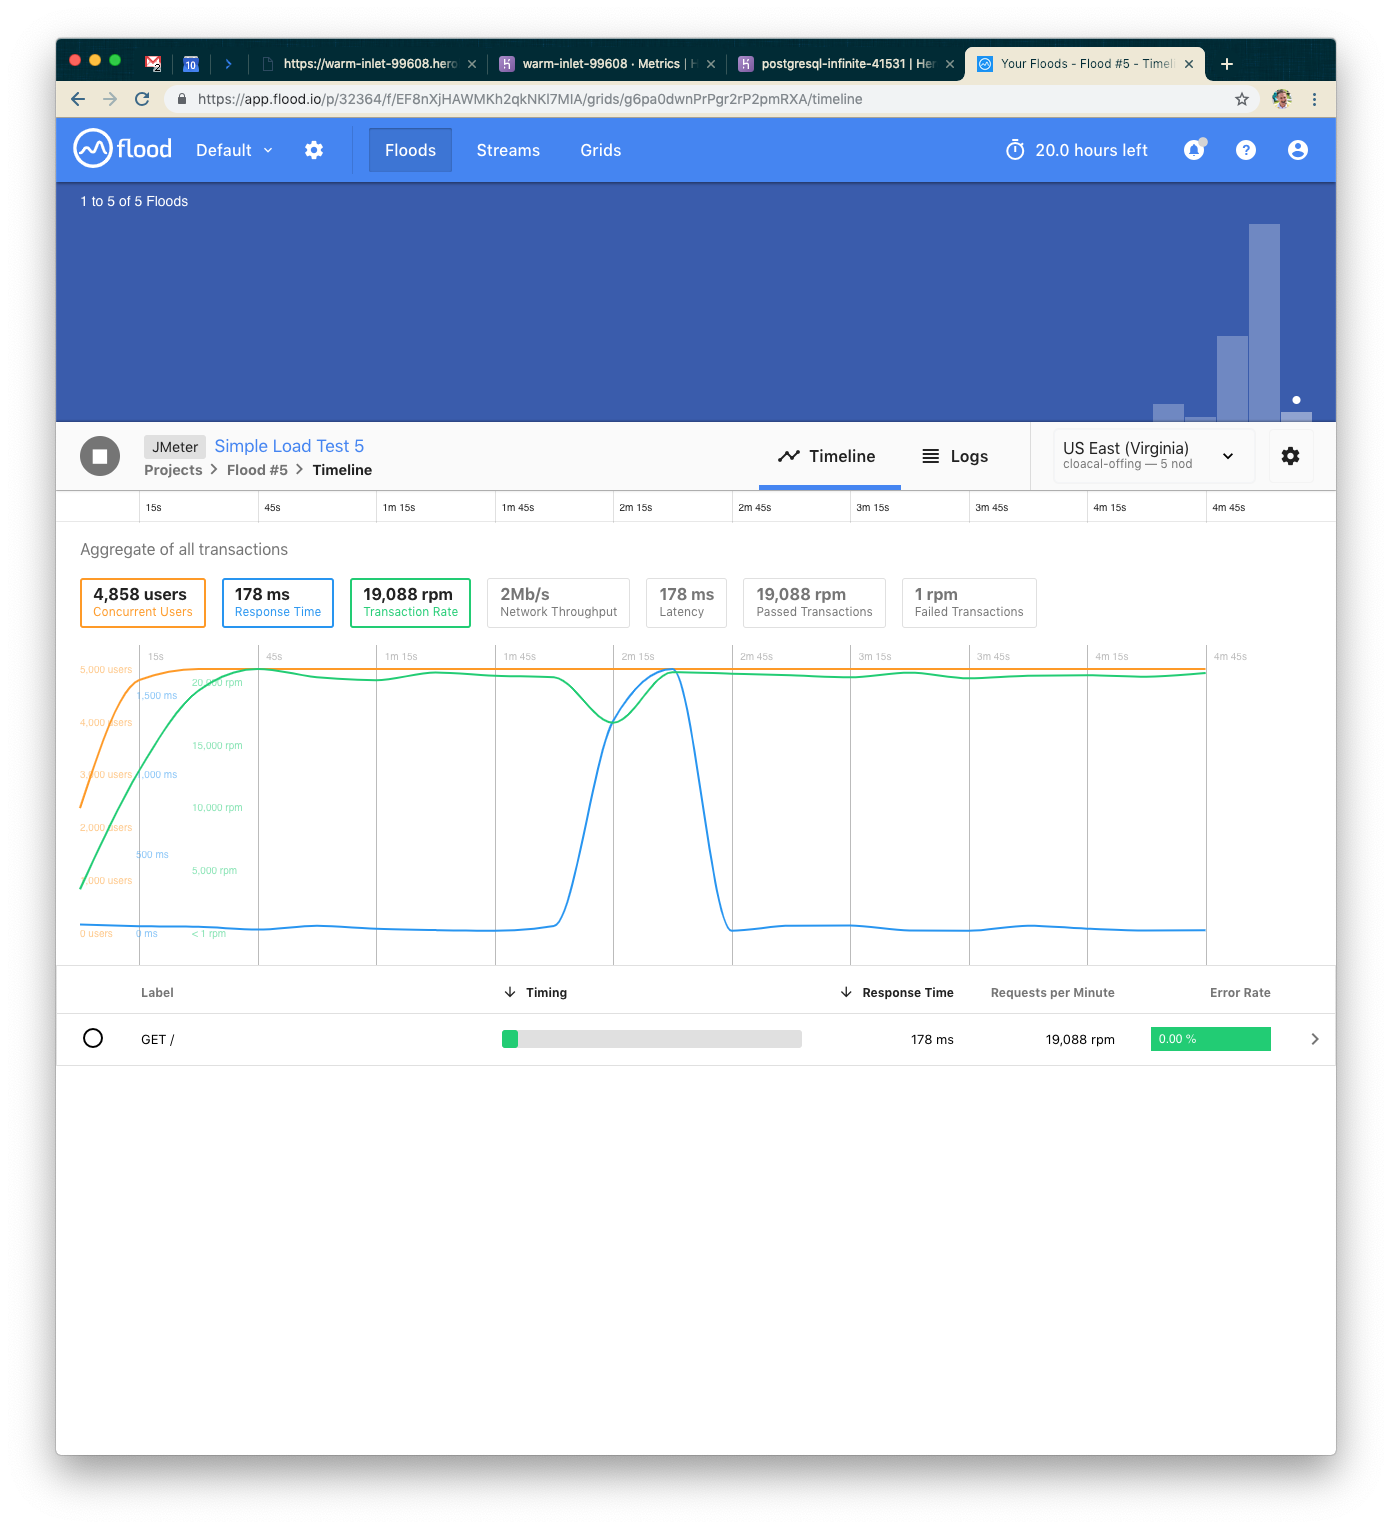 2
10
https://warm-inlet-99608.hero
warm-inlet-99608 · Metrics | H
postgresql-infinite-41531 | Her
Your Floods - Flood #5 - Timeli
https://app.flood.io/p/32364/f/EF8nXjHAWMKh2qkNKl7MIA/grids/g6pa0dwnPrPgr2rP2pmRXA/timeline
flood
Default
Floods
Streams
Grids
20.0 hours left
1 to 5 of 5 Floods
JMeter Simple Load Test 5
Projects > Flood #5 > Timeline
Timeline
Logs
US East (Virginia)
cloacal-offing — 5 nod
15s 45s 1m 15s 1m 45s 2m 15s 2m 45s 3m 15s 3m 45s 4m 15s 4m 45s
Aggregate of all transactions
4,858 users
Concurrent Users
178 ms
Response Time
19,088 rpm
Transaction Rate
2Mb/s
Network Throughput
178 ms
Latency
19,088 rpm
Passed Transactions
1 rpm
Failed Transactions
15s 45s 1m 15s 1m 45s 2m 15s 2m 45s 3m 15s 3m 45s 4m 15s 4m 45s
5,000 users
20,000 rpm
1,500 ms
4,000 users
15,000 rpm
3,000 users 1,000 ms
10,000 rpm
2,000 users
500 ms
5,000 rpm
1,000 users
0 users 0 ms < 1 rpm
Label Timing Response Time Requests per Minute Error Rate
GET / 178 ms 19,088 rpm 0.00 %